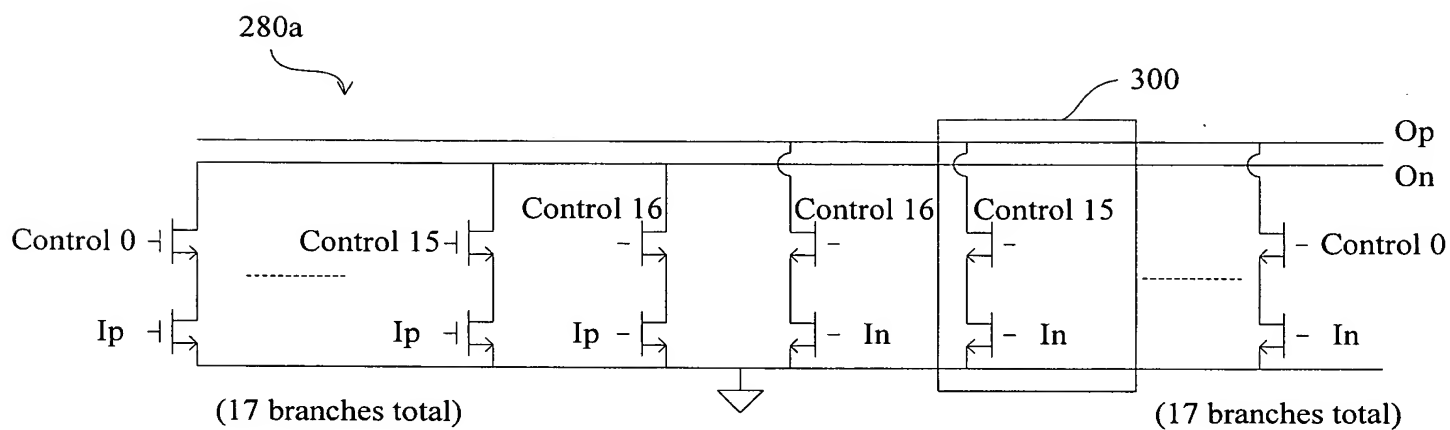 280a
300
Op
On
Control 16
Control 16
Control 15
Control 0
Control 15
Control 0
Ip
Ip
Ip
In
In
In
(17 branches total)
(17 branches total)